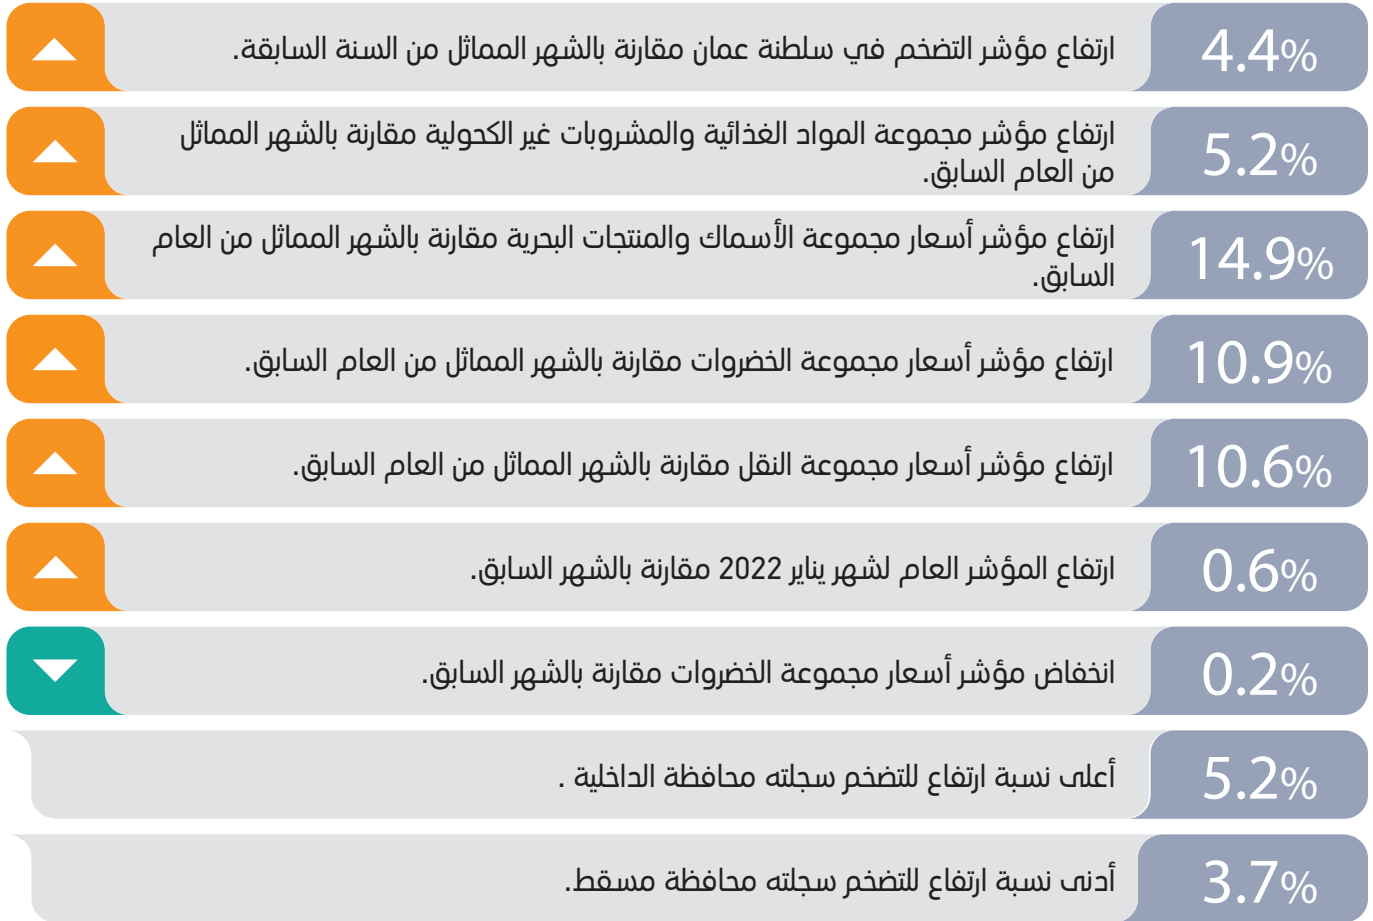 4.4%
ارتفاع مؤشر التضخم في سلطنة عمان مقارنة بالشهر المماثل من السنة السابقة.
5.2%
ارتفاع مؤشر مجموعة المواد الغذائية والمشروبات غير الكحولية مقارنة بالشهر المماثل
من العام السابق.
14.9%
ارتفاع مؤشر أسعار مجموعة الأسماك والمنتجات البحرية مقارنة بالشهر المماثل من العام
السابق.
10.9%
ارتفاع مؤشر أسعار مجموعة الخضروات مقارنة بالشهر المماثل من العام السابق.
10.6%
ارتفاع مؤشر أسعار مجموعة النقل مقارنة بالشهر المماثل من العام السابق.
0.6%
ارتفاع المؤشر العام لشهر يناير 2022 مقارنة بالشهر السابق.
0.2%
انخفاض مؤشر أسعار مجموعة الخضروات مقارنة بالشهر السابق.
5.2%
أعلى نسبة ارتفاع للتضخم سجلته محافظة الداخلية .
3.7%
أدنى نسبة ارتفاع للتضخم سجلته محافظة مسقط.